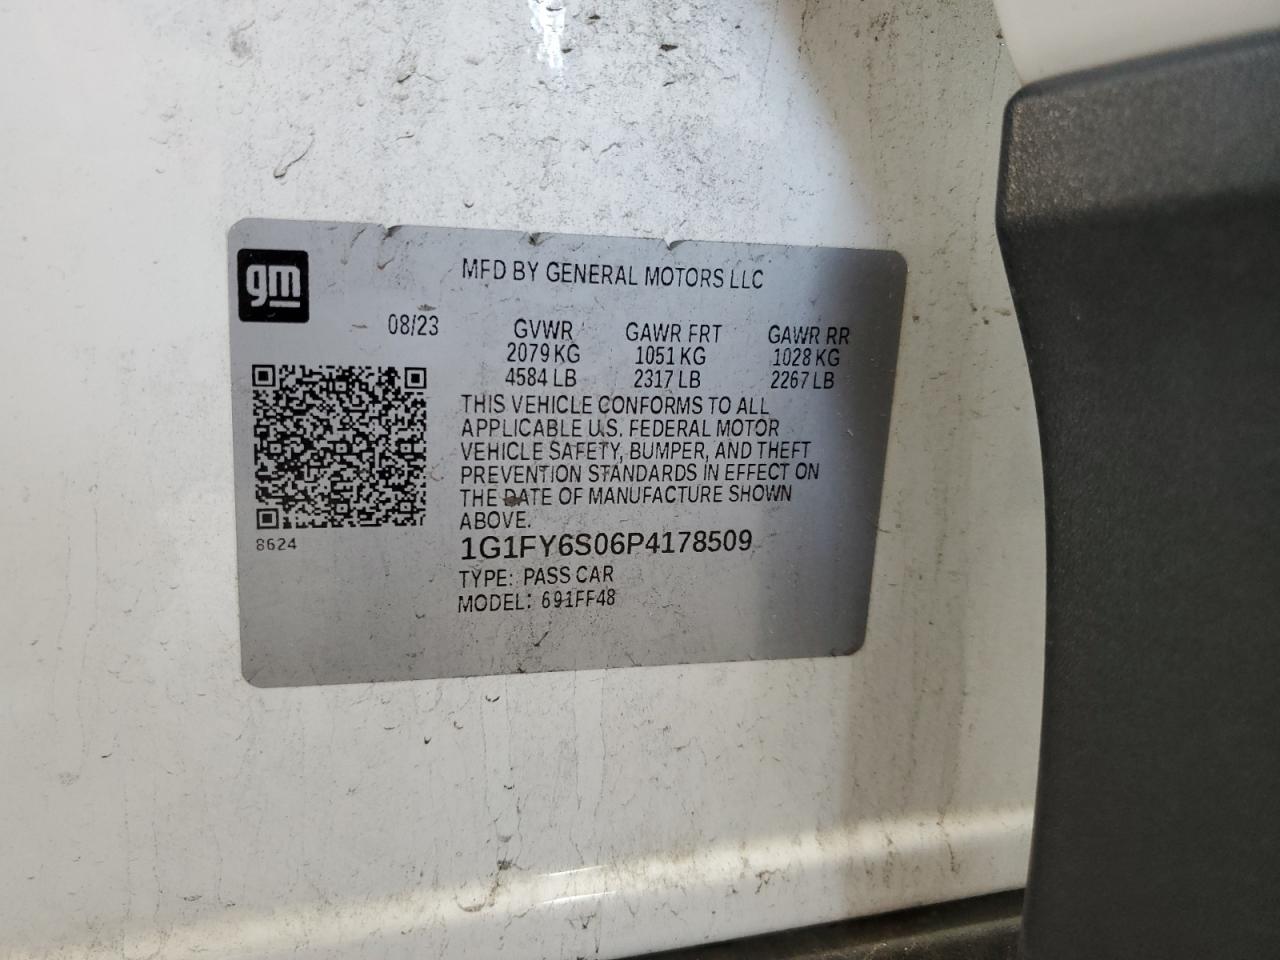 gm
MFD BY GENERAL MOTORS LLC
08/23 GVWR GAWR FRT GAWR RR
2079 KG 1051 KG 1028 KG
4584 LB 2317 LB 2267 LB
THIS VEHICLE CONFORMS TO ALL
APPLICABLE U.S. FEDERAL MOTOR
VEHICLE SAFETY, BUMPER, AND THEFT
PREVENTION STANDARDS IN EFFECT ON
THE DATE OF MANUFACTURE SHOWN
ABOVE.
8624
1G1FY6S06P4178509
TYPE: PASS CAR
MODEL: 691FF48